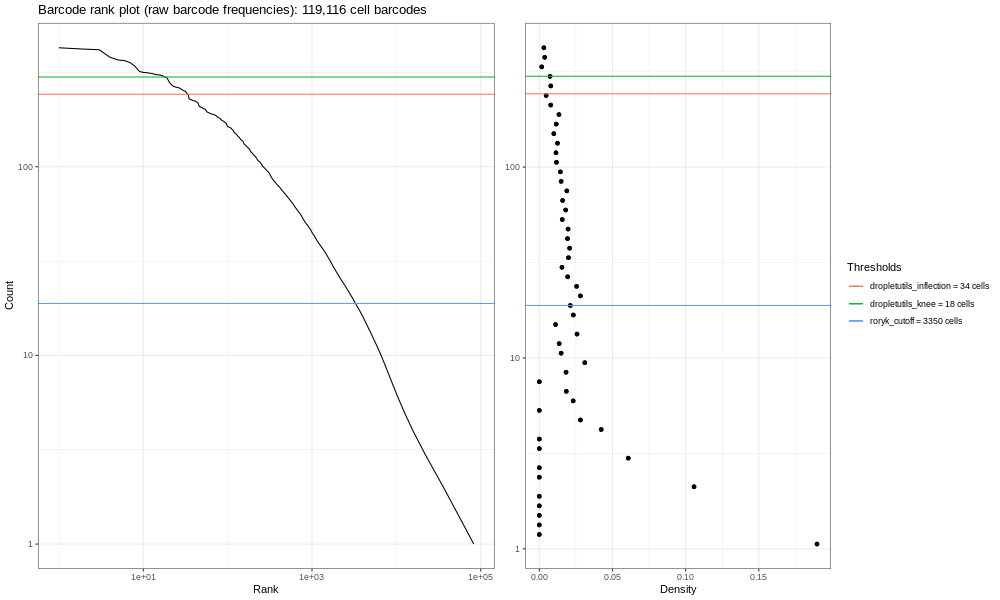 Barcode rank plot (raw barcode frequencies): 119,116 cell barcodes
Count
100
10
1
1e+01
1e+03
1e+05
Rank
100
10
1
0.00
0.05
0.10
0.15
Density
Thresholds
dropletutils_inflection = 34 cells
dropletutils_knee = 18 cells
roryk_cutoff = 3350 cells